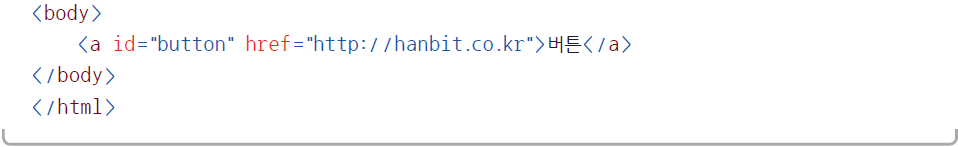 <body>
<a id="button" href="http://hanbit.co.kr">버튼</a>
</body>
</html>